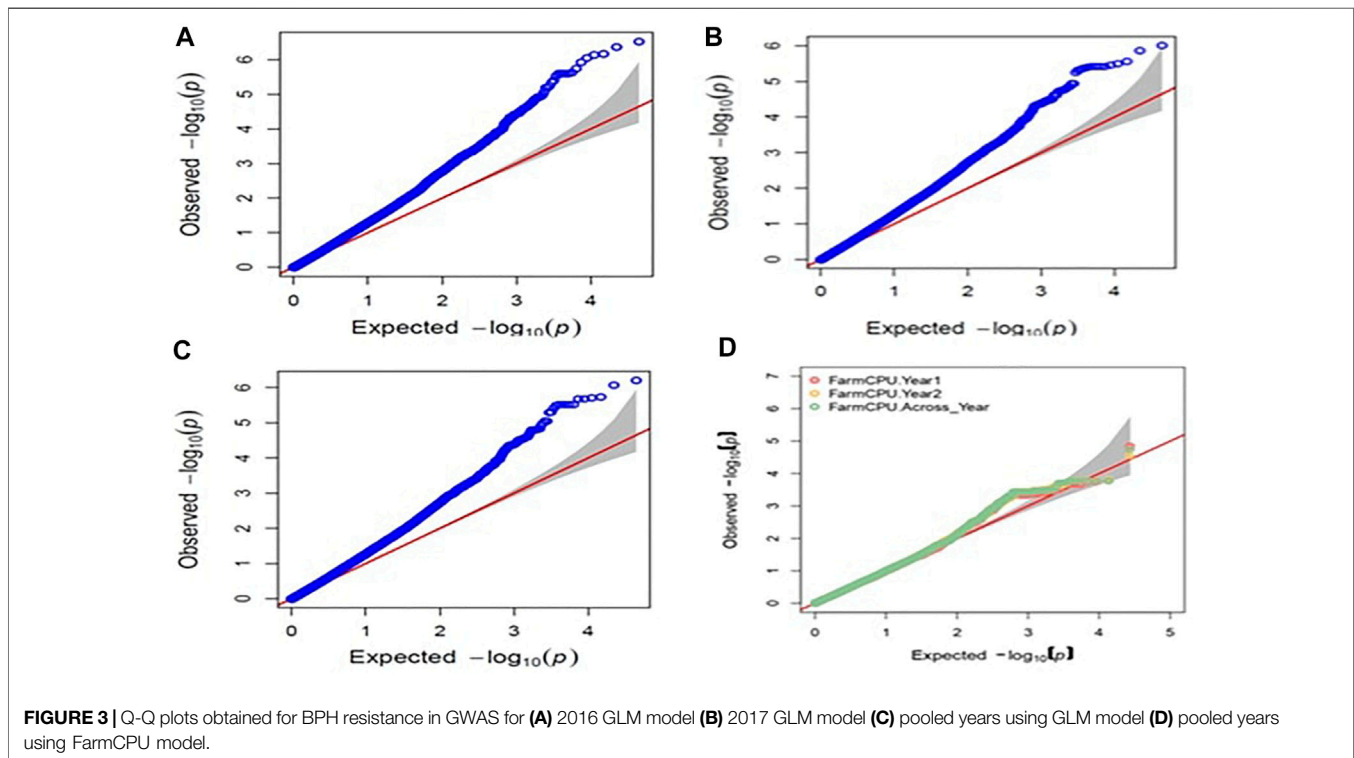 A
Observed −log10(p)
6
5
4
3
2
1
0
0 1 2 3 4
Expected −log10(p)
B
Observed −log10(p)
6
5
4
3
2
1
0
0 1 2 3 4
Expected −log10(p)
C
Observed −log10(p)
6
5
4
3
2
1
0
0 1 2 3 4
Expected −log10(p)
D
FarmCPU.Year1
FarmCPU.Year2
FarmCPU.Across_Year
Observed −log10(p)
7
6
5
4
3
2
1
0
0 1 2 3 4 5
Expected −log10(p)
FIGURE 3 | Q-Q plots obtained for BPH resistance in GWAS for (A) 2016 GLM model (B) 2017 GLM model (C) pooled years using GLM model (D) pooled years
using FarmCPU model.